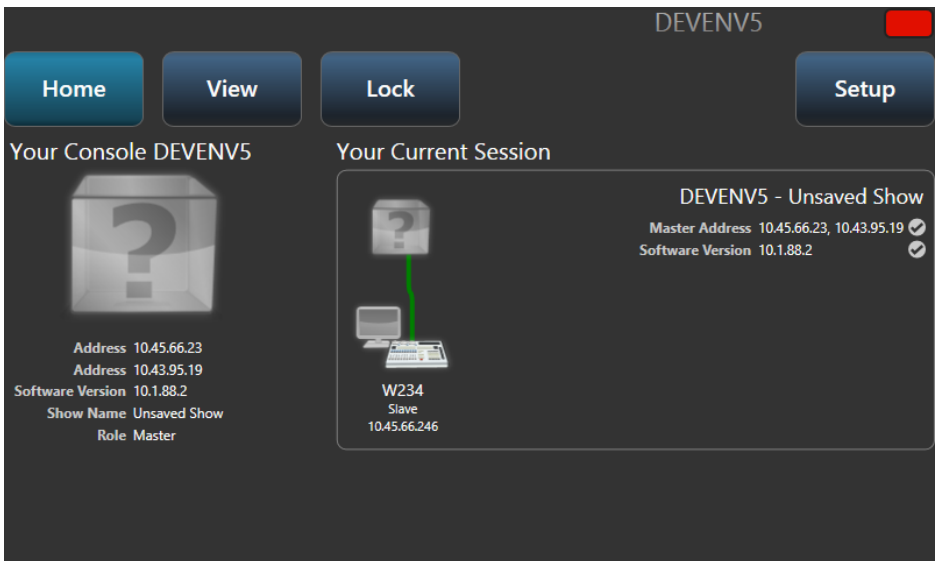 DEVENV5
Home View Lock Setup
Your Console DEVENV5
Address 10.45.66.23
Address 10.43.95.19
Software Version 10.1.88.2
Show Name Unsaved Show
Role Master
Your Current Session
DEVENV5 - Unsaved Show
Master Address 10.45.66.23, 10.43.95.19
Software Version 10.1.88.2
W234
Slave
10.45.66.246